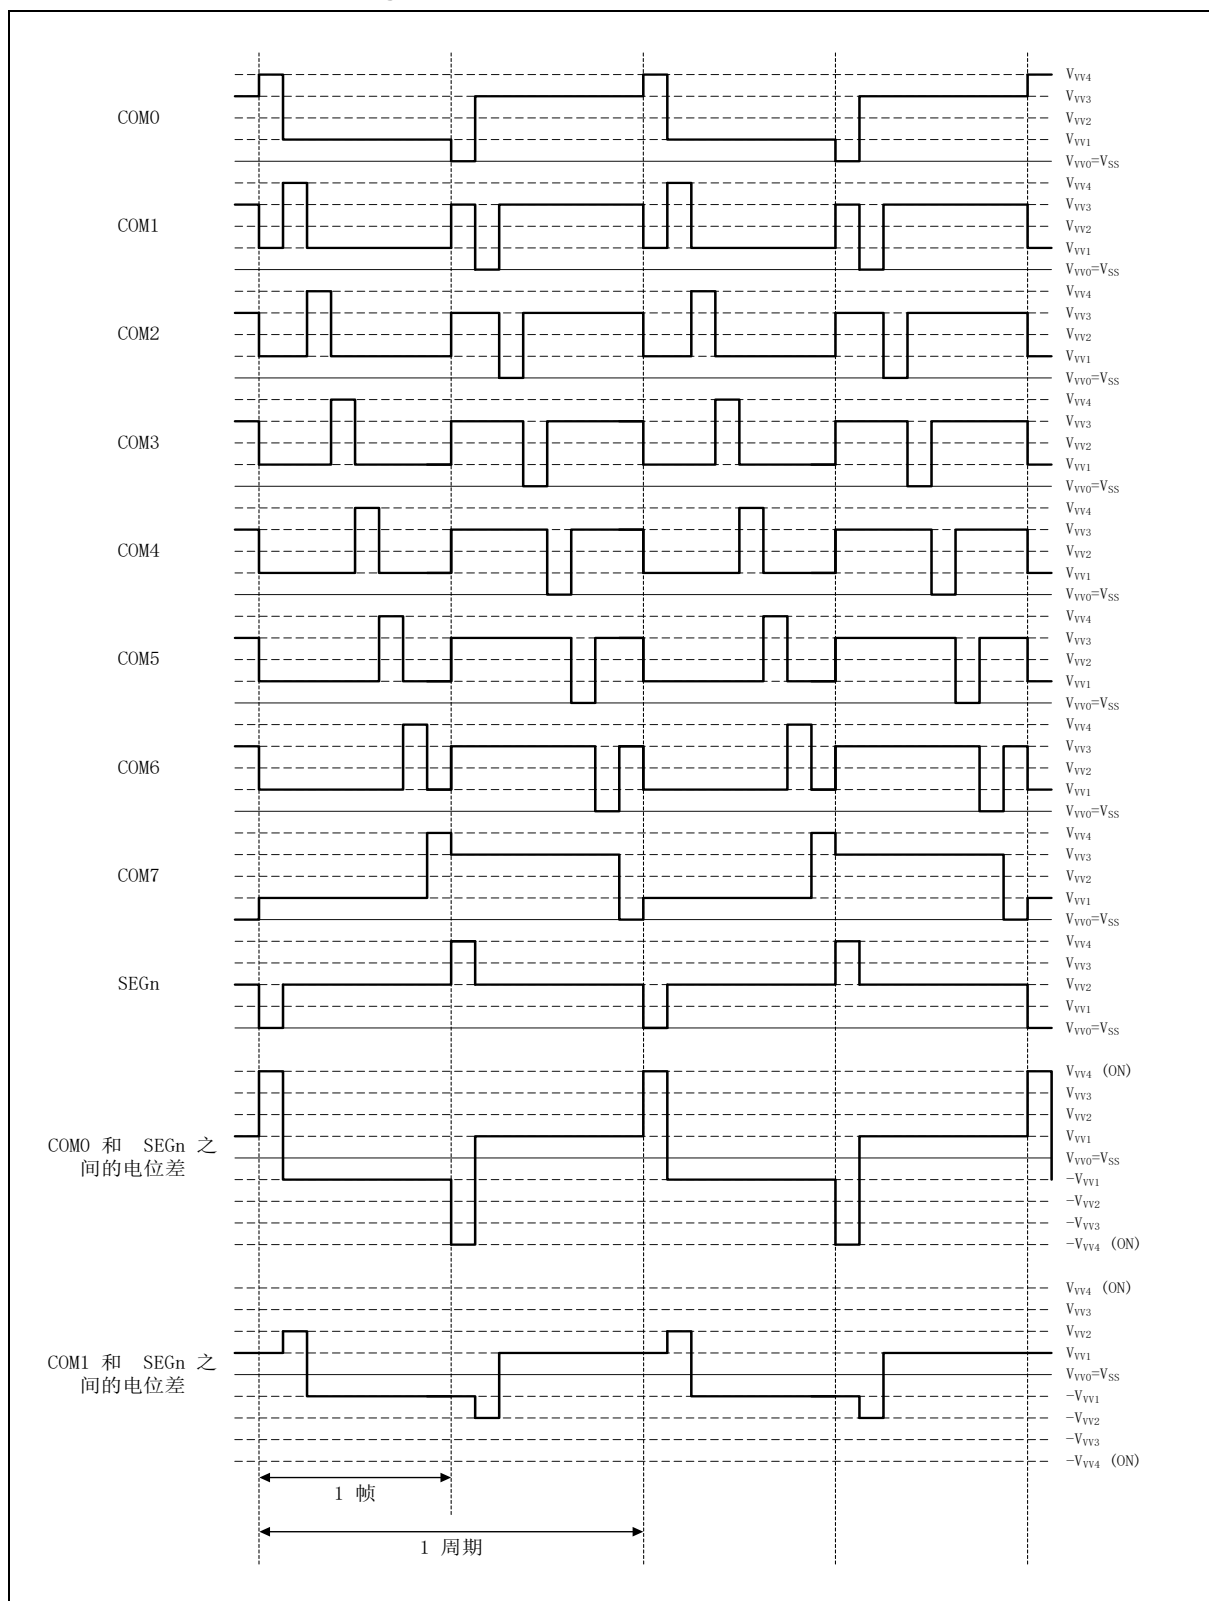 COM0
V_VV4
V_VV3
V_VV2
V_VV1
V_VV0=V_SS
COM1
V_VV4
V_VV3
V_VV2
V_VV1
V_VV0=V_SS
COM2
V_VV4
V_VV3
V_VV2
V_VV1
V_VV0=V_SS
COM3
V_VV4
V_VV3
V_VV2
V_VV1
V_VV0=V_SS
COM4
V_VV4
V_VV3
V_VV2
V_VV1
V_VV0=V_SS
COM5
V_VV4
V_VV3
V_VV2
V_VV1
V_VV0=V_SS
COM6
V_VV4
V_VV3
V_VV2
V_VV1
V_VV0=V_SS
COM7
V_VV4
V_VV3
V_VV2
V_VV1
V_VV0=V_SS
SEGn
V_VV4
V_VV3
V_VV2
V_VV1
V_VV0=V_SS
COM0 和 SEGn 之
间的电位差
V_VV4 (ON)
V_VV3
V_VV2
V_VV1
V_VV0=V_SS
-V_VV1
-V_VV2
-V_VV3
-V_VV4 (ON)
COM1 和 SEGn 之
间的电位差
V_VV4 (ON)
V_VV3
V_VV2
V_VV1
V_VV0=V_SS
-V_VV1
-V_VV2
-V_VV3
-V_VV4 (ON)
1 帧
1 周期